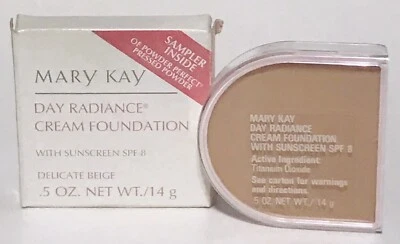 SAMPLER
INSIDE
OF POWDER PERFECT
PRESSED POWDER
MARY KAY
DAY RADIANCE®
CREAM FOUNDATION
WITH SUNSCREEN SPF-8
DELICATE BEIGE
.5 OZ. NET WT./14 g
MARY KAY
DAY RADIANCE
CREAM FOUNDATION
WITH SUNSCREEN SPF 8
Active Ingredient
Titanium Dioxide
See carton for warnings
and directions.
.5 OZ. NET WT./14 g